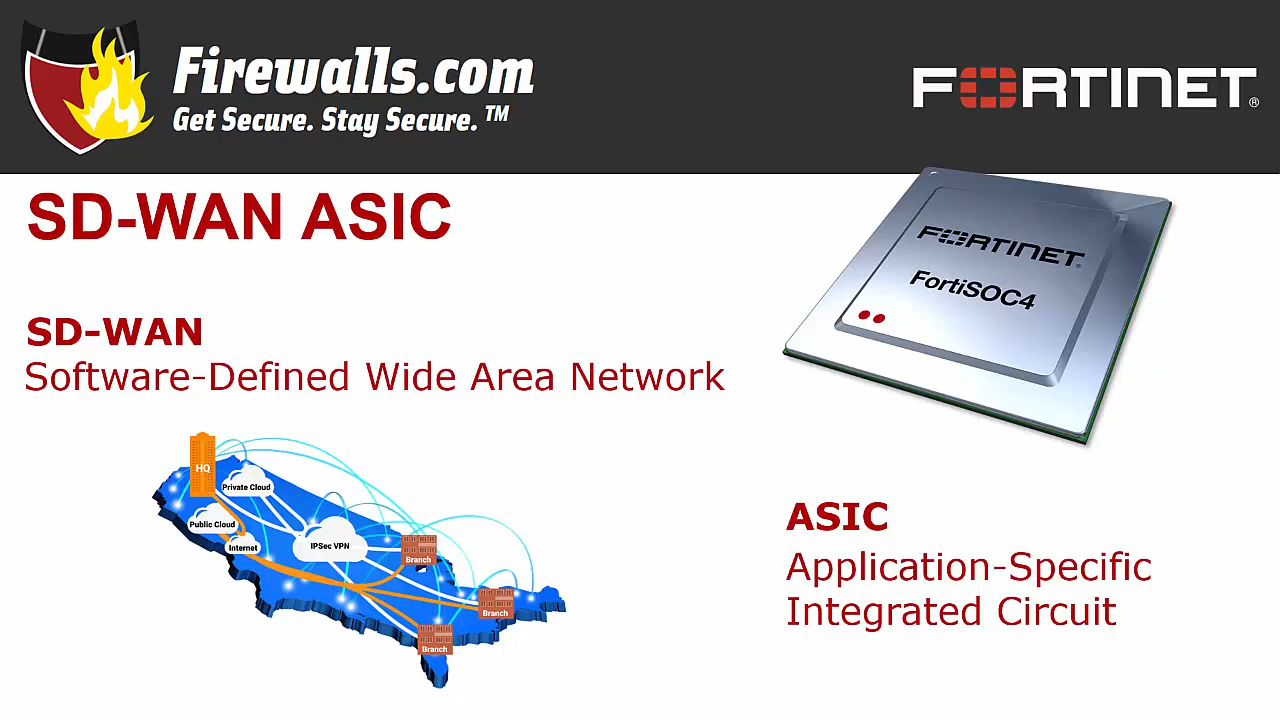 Firewalls.com
Get Secure. Stay Secure.™
FORTINET®
SD-WAN ASIC
FORTINET
FortiSOC4
SD-WAN
Software-Defined Wide Area Network
HQ
Private Cloud
Public Cloud
Internet
IPSec VPN
Branch
Branch
Branch
ASIC
Application-Specific
Integrated Circuit